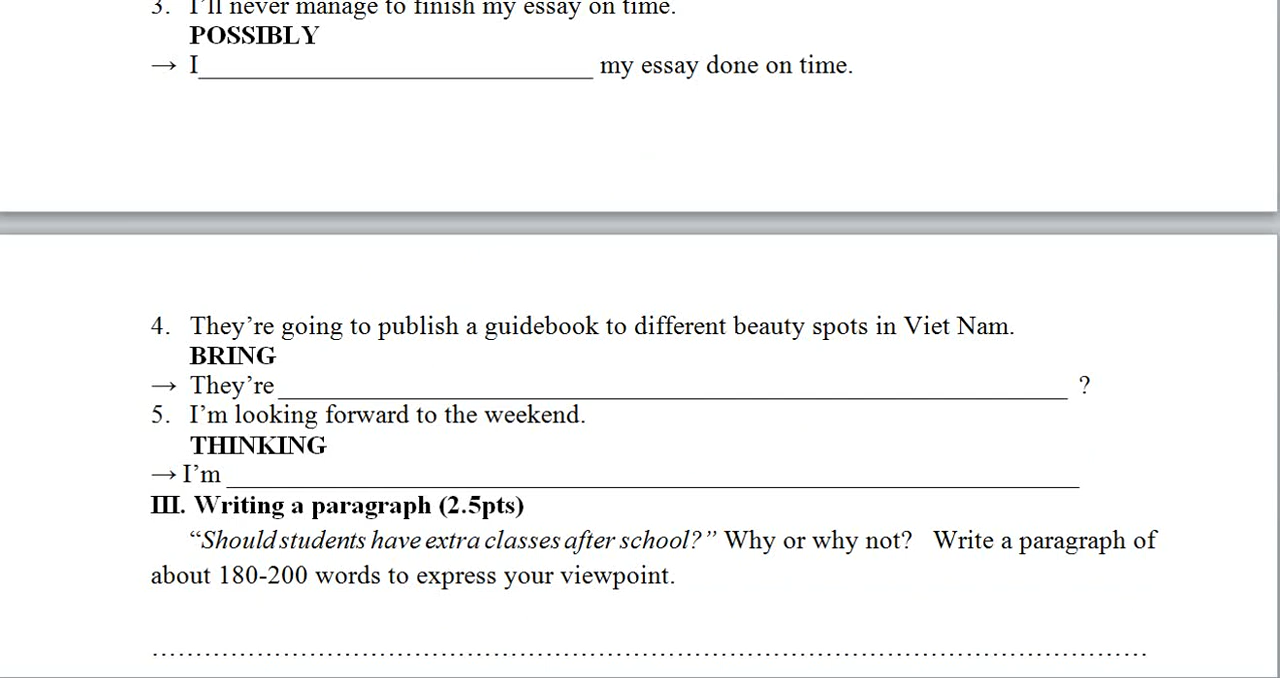 3. I'll never manage to finish my essay on time.
POSSIBLY
→ I______________________________ my essay done on time.
4. They're going to publish a guidebook to different beauty spots in Viet Nam.
BRING
→ They're____________________________________________________________ ?
5. I'm looking forward to the weekend.
THINKING
→ I'm _________________________________________________________________
III. Writing a paragraph (2.5pts)
“Should students have extra classes after school?” Why or why not? Write a paragraph of
about 180-200 words to express your viewpoint.
....................................................................................................................